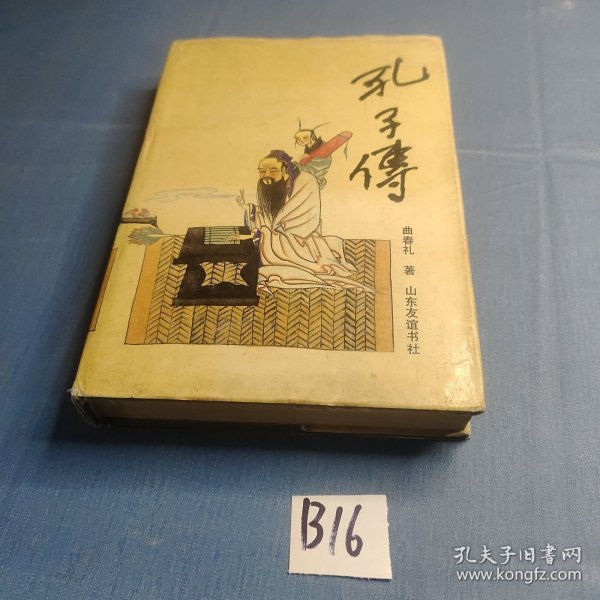 孔子傳
曲春礼 著 山东友谊书社
B16
孔夫子旧书网
www.kongfz.com